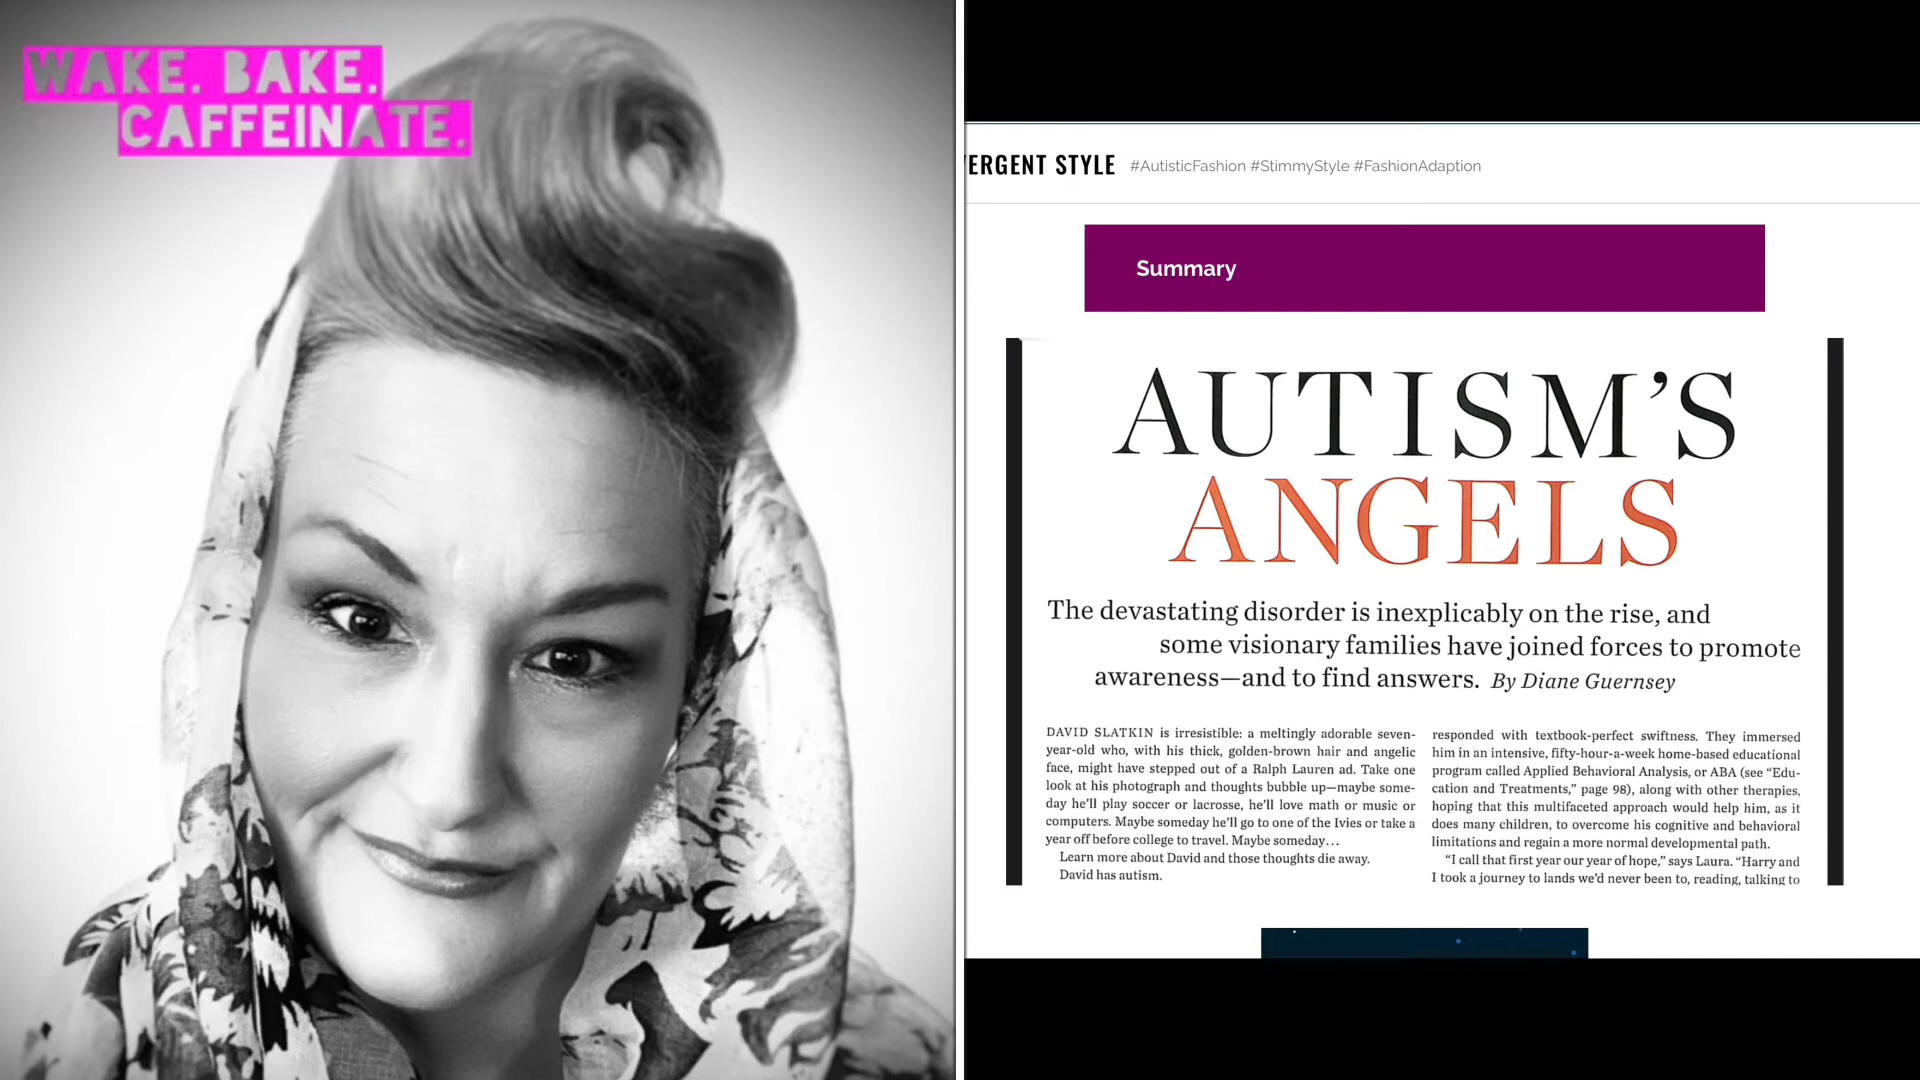 WAKE. BAKE.
CAFFEINATE.
ERGENT STYLE #AutisticFashion #StimmyStyle #FashionAdaption
Summary
AUTISM'S
ANGELS
The devastating disorder is inexplicably on the rise, and
some visionary families have joined forces to promote
awareness—and to find answers. By Diane Guernsey
DAVID SLATKIN is irresistible: a meltingly adorable seven-
year-old who, with his thick, golden-brown hair and angelic
face, might have stepped out of a Ralph Lauren ad. Take one
look at his photograph and thoughts bubble up—maybe some-
day he'll play soccer or lacrosse, he'll love math or music or
computers. Maybe someday he'll go to one of the Ivies or take a
year off before college to travel. Maybe someday...
Learn more about David and those thoughts die away.
David has autism.
responded with textbook-perfect swiftness. They immersed
him in an intensive, fifty-hour-a-week home-based educational
program called Applied Behavioral Analysis, or ABA (see “Edu-
cation and Treatments,” page 98), along with other therapies,
hoping that this multifaceted approach would help him, as it
does many children, to overcome his cognitive and behavioral
limitations and regain a more normal developmental path.
“I call that first year our year of hope,” says Laura. “Harry and
I took a journey to lands we'd never been to, reading, talking to